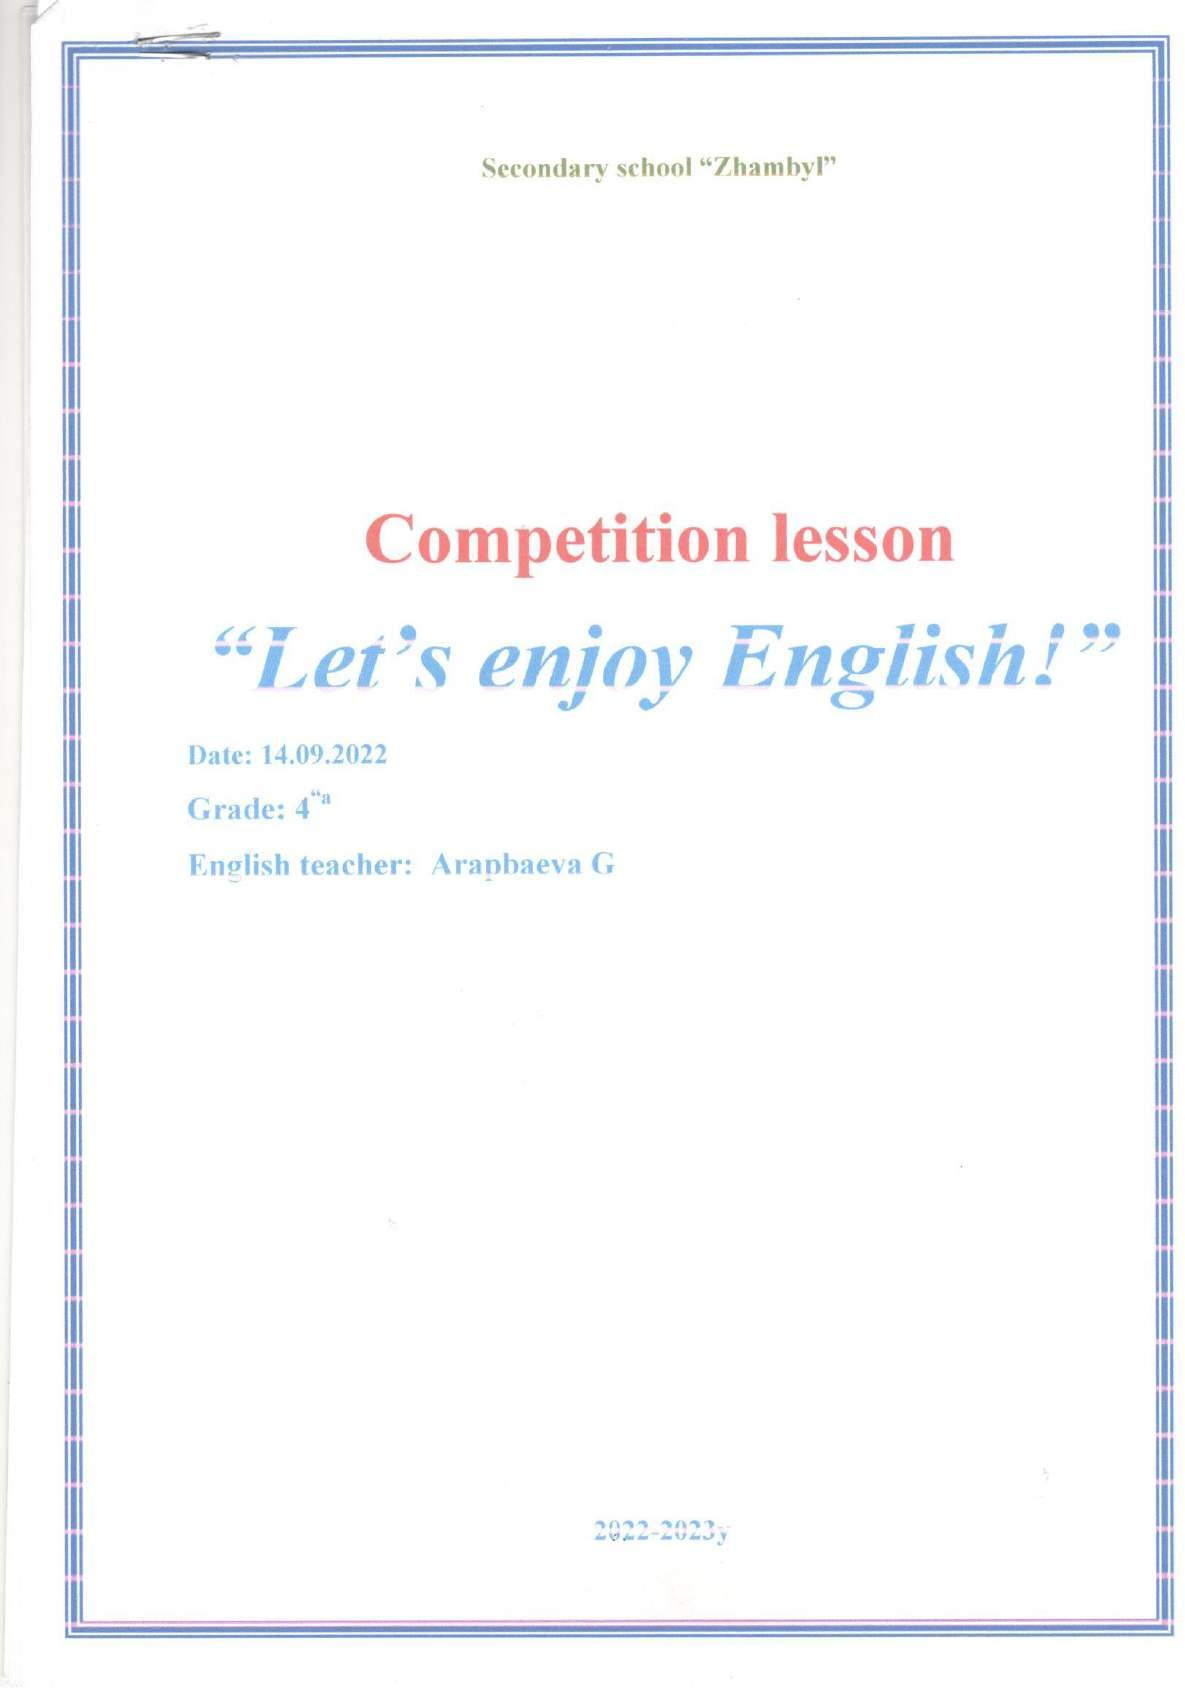 Secondary school “Zhambyl”
Competition lesson
“Let’s enjoy English!”
Date: 14.09.2022
Grade: 4“a
English teacher: Arapbaeva G
2022-2023y